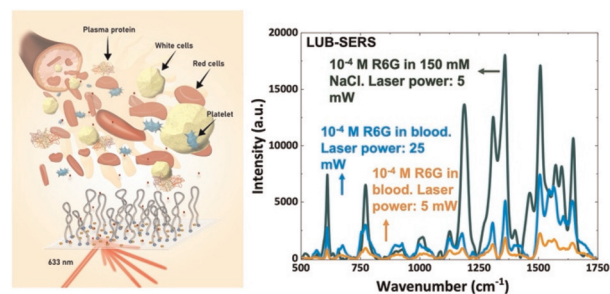 Plasma protein
White cells
Red cells
Platelet
633 nm
LUB-SERS
10⁻⁴ M R6G in 150 mM
NaCl. Laser power: 5
mW
10⁻⁴ M R6G in blood.
Laser power: 25
mW
10⁻⁴ M R6G in
blood. Laser
power: 5 mW
Intensity (a.u.)
20000
15000
10000
5000
0
500 750 1000 1250 1500 1750
Wavenumber (cm⁻¹)